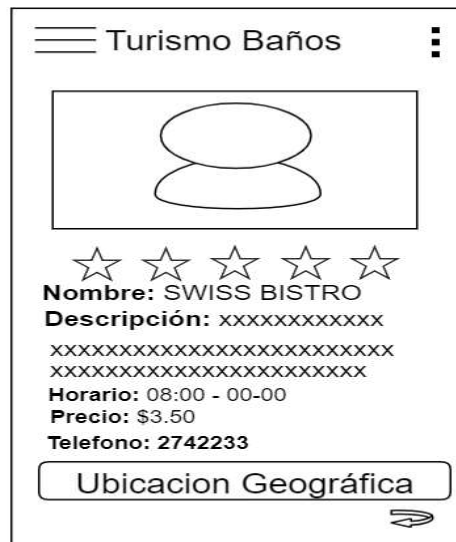 Turismo Baños
Nombre: SWISS BISTRO
Descripción: xxxxxxxxxxxx
xxxxxxxxxxxxxxxxxxxxxxxxx
xxxxxxxxxxxxxxxxxxxxxxx
Horario: 08:00 - 00-00
Precio: $3.50
Telefono: 2742233
Ubicacion Geográfica